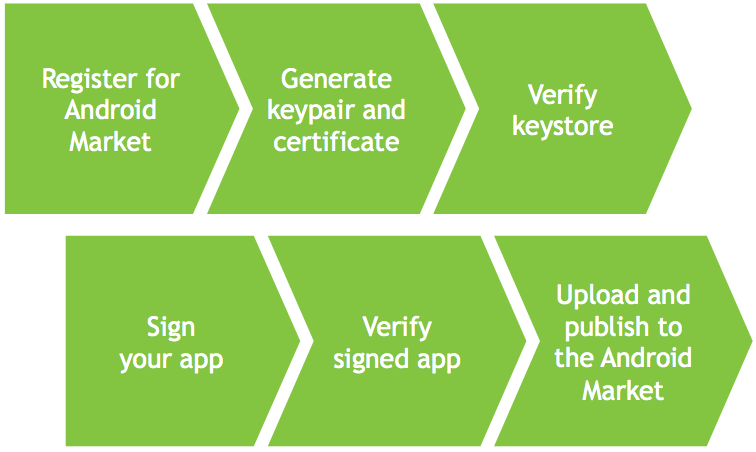 Register for
Android
Market
Generate
keypair and
certificate
Verify
keystore
Sign
your app
Verify
signed app
Upload and
publish to
the Android
Market